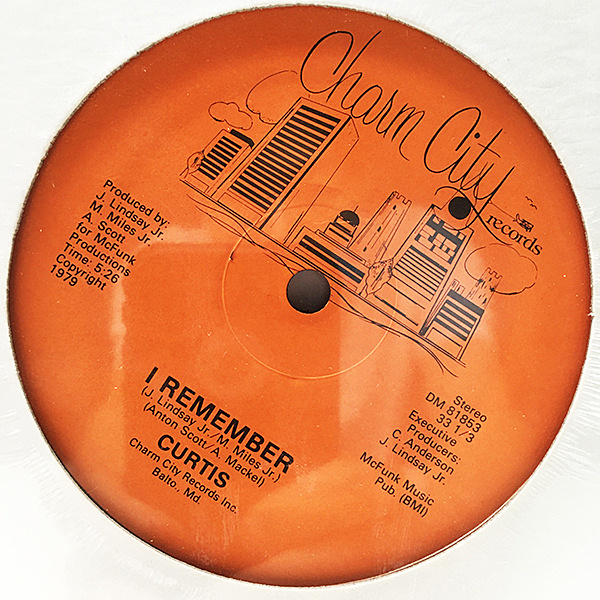 Charm City
records
Produced by:
J. Lindsay Jr.
M. Miles Jr.
A. Scott
for McFunk
Productions
Time: 5:26
Copyright
1979
Stereo
DM 81853
33 1/3
Executive
Producers:
C. Anderson
J. Lindsay Jr.
McFunk Music
Pub. (BMI)
I REMEMBER
(J. Lindsay Jr./M. Miles Jr.)
(Anton Scott/A. Mackel)
CURTIS
Charm City Records Inc.
Balto., Md.